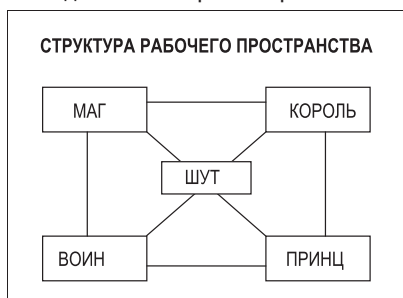 СТРУКТУРА РАБОЧЕГО ПРОСТРАНСТВА
МАГ
КОРОЛЬ
ШУТ
ВОИН
ПРИНЦ